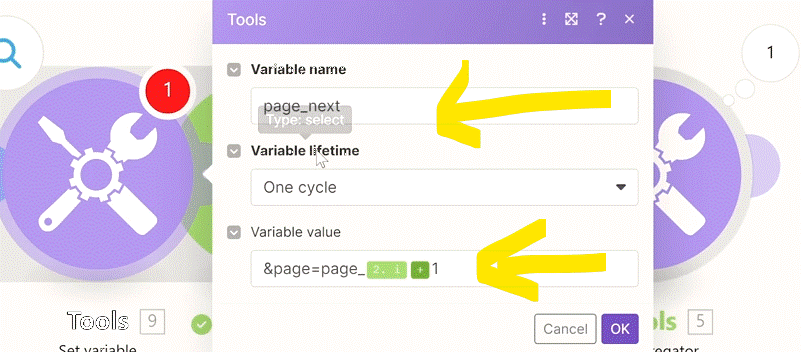 Tools
1
1
Variable name
page_next
Type: select
Variable lifetime
One cycle
Variable value
&page=page_ 2. i + 1
Cancel OK
Tools 9
ls 5
Set variable
regator